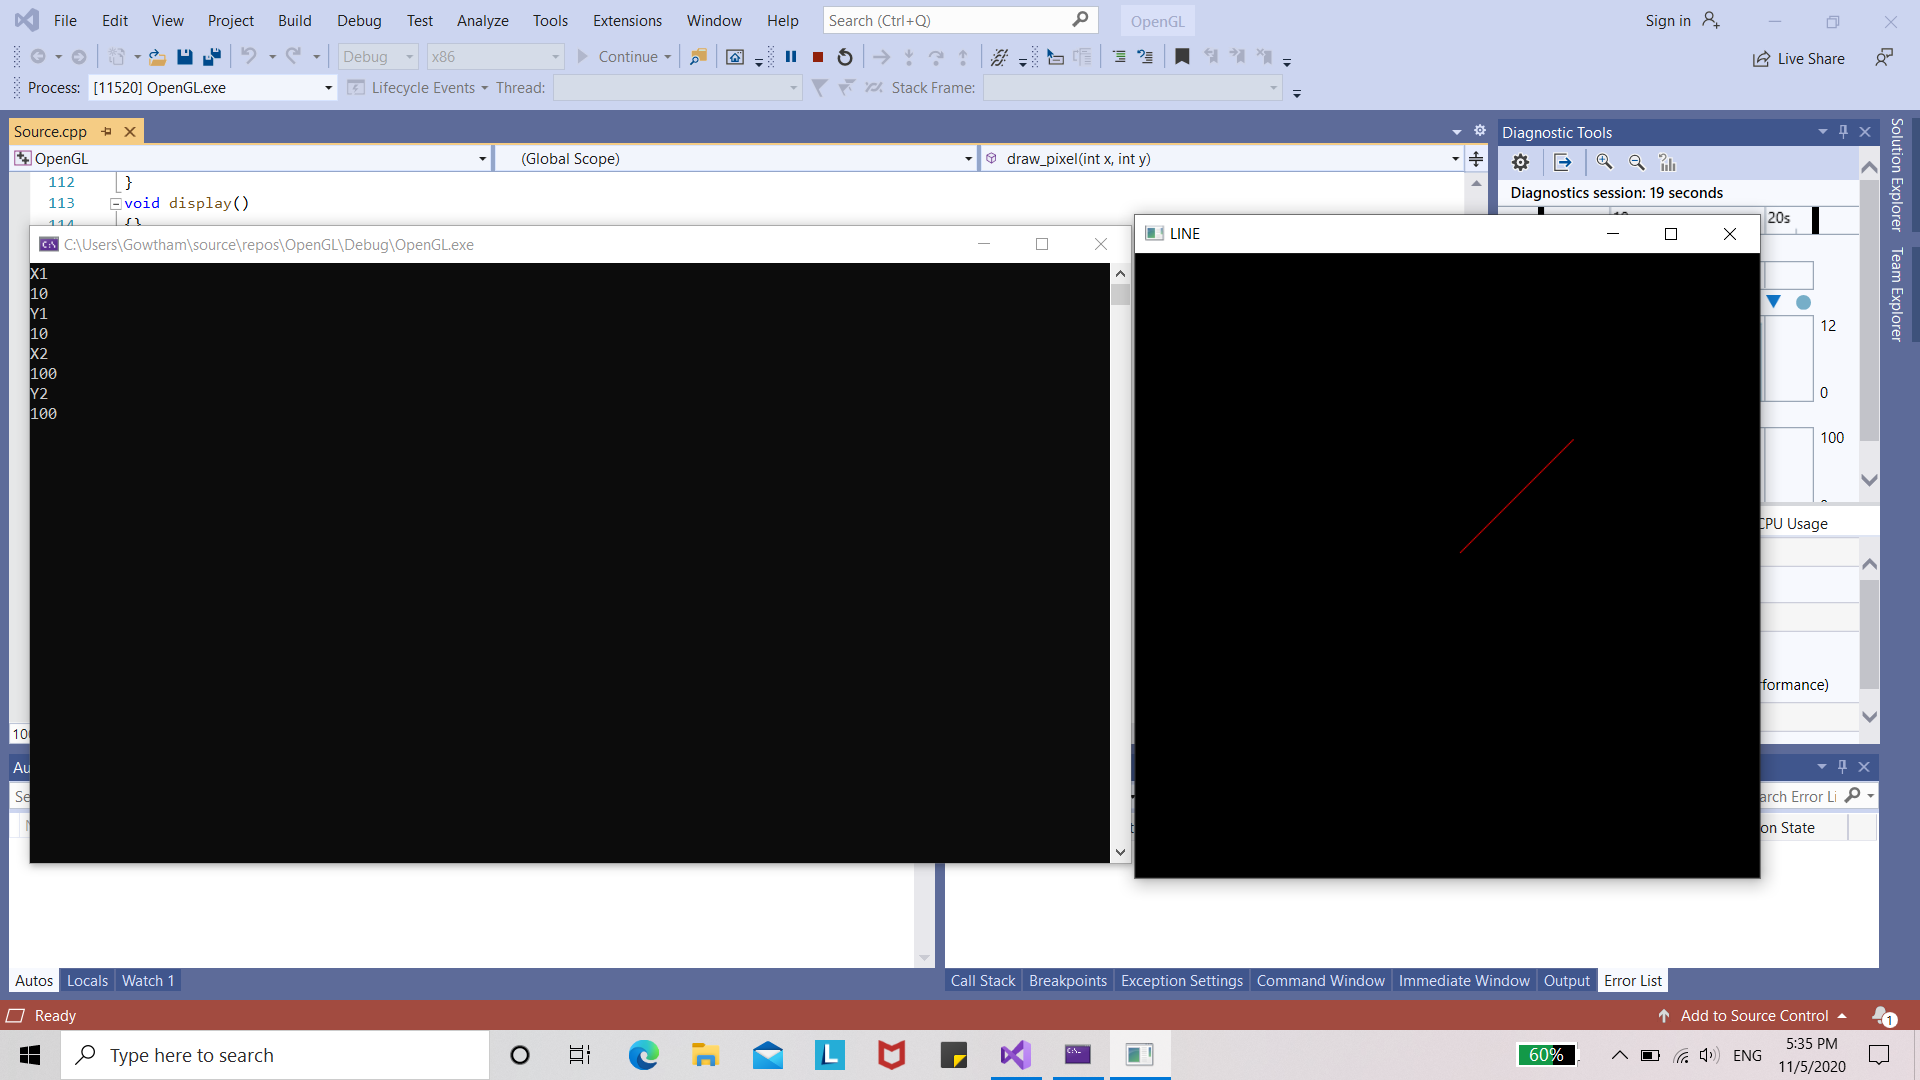 File Edit View Project Build Debug Test Analyze Tools Extensions Window Help Search (Ctrl+Q) OpenGL Sign in
Debug x86 Continue Live Share
Process: [11520] OpenGL.exe Lifecycle Events Thread: Stack Frame:
Source.cpp
OpenGL (Global Scope) draw_pixel(int x, int y)
112 }
113 void display()
114 {}
C:\Users\Gowtham\source\repos\OpenGL\Debug\OpenGL.exe
X1
10
Y1
10
X2
100
Y2
100
LINE
Diagnostic Tools
Diagnostics session: 19 seconds
20s
12
0
100
CPU Usage
formance)
arch Error Li
on State
Solution Explorer
Team Explorer
Autos Locals Watch 1
Call Stack Breakpoints Exception Settings Command Window Immediate Window Output Error List
Ready Add to Source Control 1
Type here to search
L
60% ENG
5:35 PM
11/5/2020